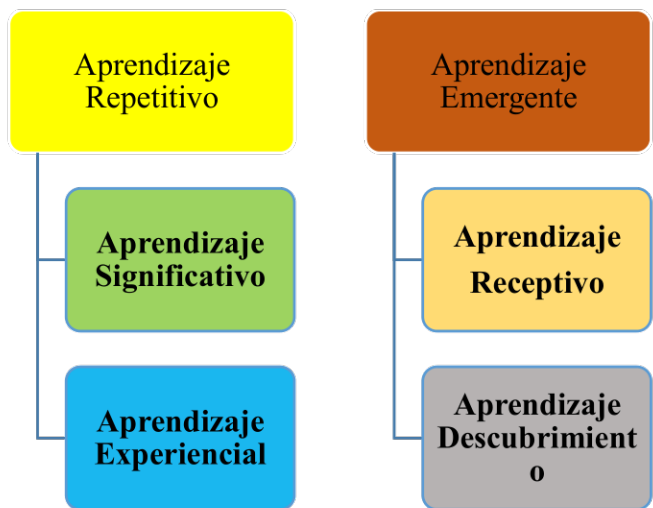 Aprendizaje
Repetitivo
Aprendizaje
Significativo
Aprendizaje
Experiencial
Aprendizaje
Emergente
Aprendizaje
Receptivo
Aprendizaje
Descubrimient
o